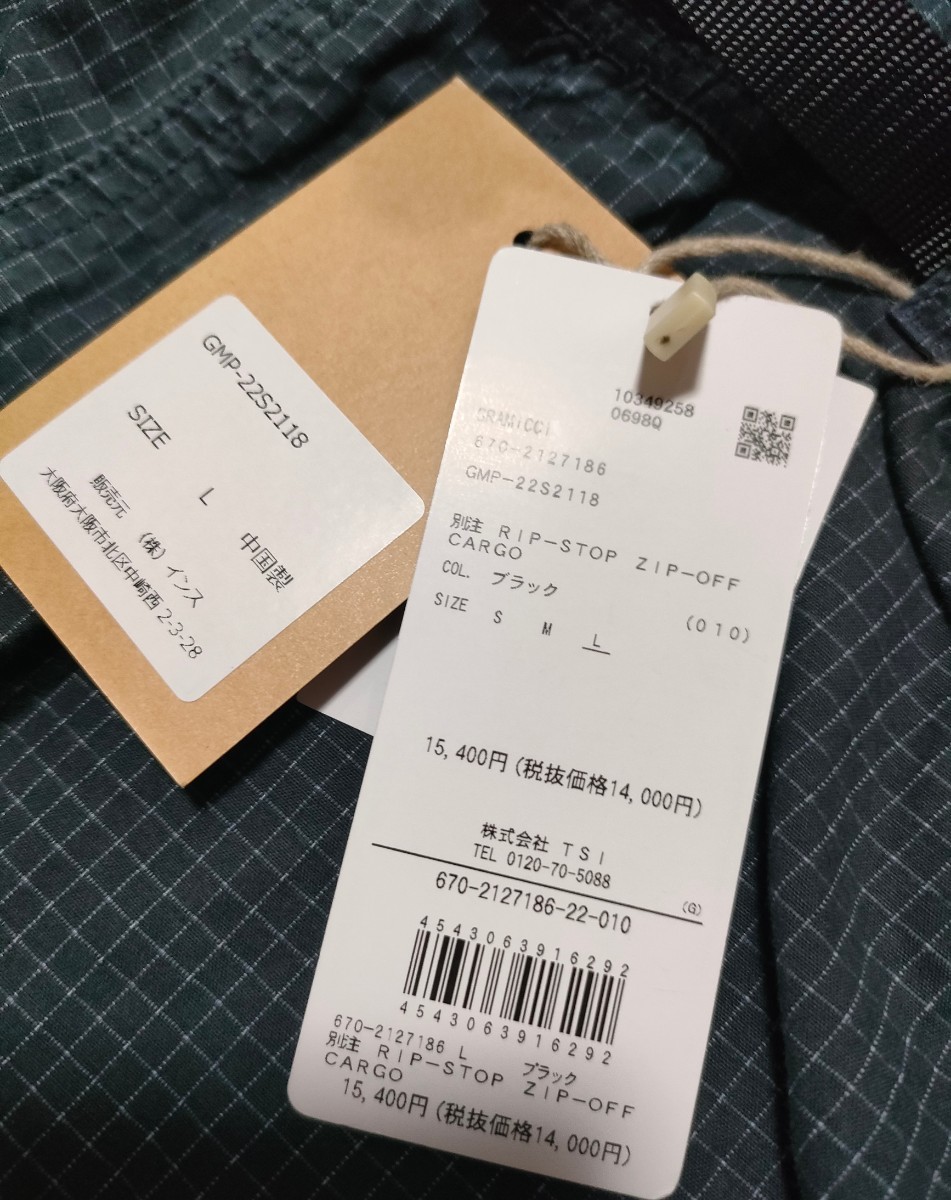 GMP-22S2118
SIZE
L
中国製
販売元 (株)インス
大阪府大阪市北区中崎西 2-3-28
10349258
0698Q
GRAMICCI
670-2127186
GMP-22S2118
別注 RIP-STOP ZIP-OFF
CARGO
COL. ブラック (010)
SIZE S M L
15,400円(税抜価格14,000円)
株式会社 TSI
TEL 0120-70-5088
(G)
670-2127186-22-010
4543063916292
4543063916292
670-2127186 L ブラック
別注 RIP-STOP ZIP-OFF
CARGO
15,400円(税抜価格14,000円)